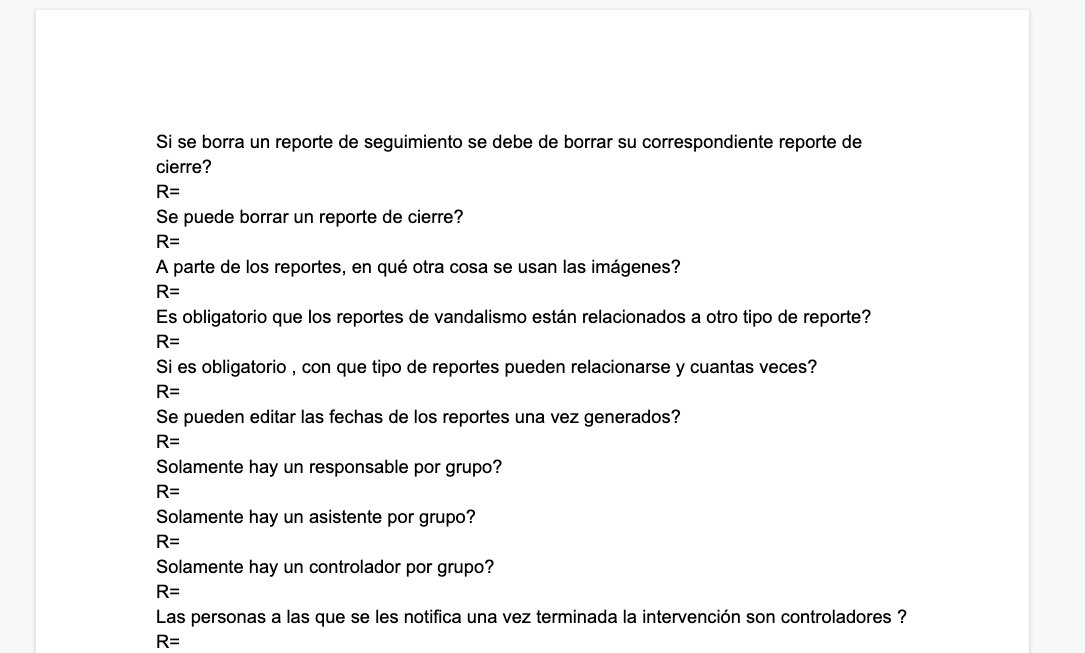 Si se borra un reporte de seguimiento se debe de borrar su correspondiente reporte de
cierre?
R=
Se puede borrar un reporte de cierre?
R=
A parte de los reportes, en qué otra cosa se usan las imágenes?
R=
Es obligatorio que los reportes de vandalismo están relacionados a otro tipo de reporte?
R=
Si es obligatorio , con que tipo de reportes pueden relacionarse y cuantas veces?
R=
Se pueden editar las fechas de los reportes una vez generados?
R=
Solamente hay un responsable por grupo?
R=
Solamente hay un asistente por grupo?
R=
Solamente hay un controlador por grupo?
R=
Las personas a las que se les notifica una vez terminada la intervención son controladores ?
R=